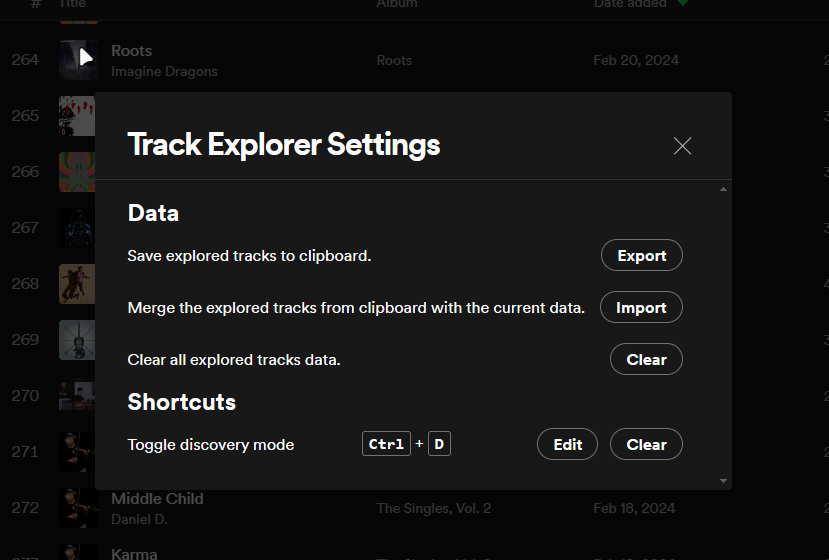 # Title Album Date added
264 Roots Roots Feb 20, 2024
Imagine Dragons
265
Track Explorer Settings
266
Data
267
Save explored tracks to clipboard. Export
268
Merge the explored tracks from clipboard with the current data. Import
269
Clear all explored tracks data. Clear
270
Shortcuts
271
Toggle discovery mode Ctrl + D Edit Clear
272 Middle Child The Singles, Vol. 2 Feb 18, 2024
Daniel D.
Karma